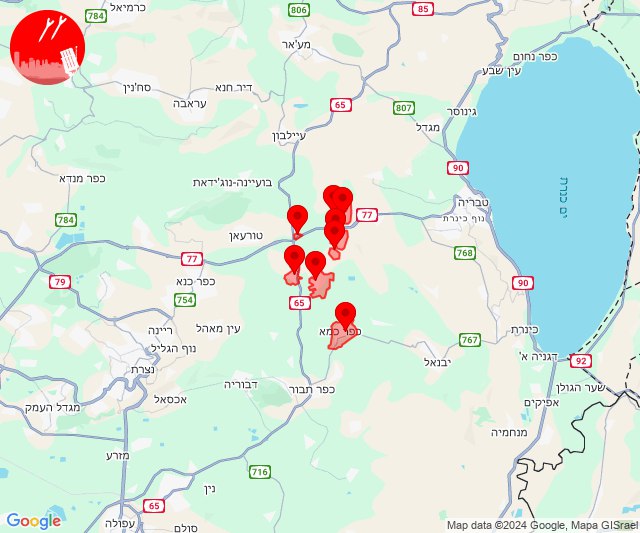 כרמיאל
784
85
מע'אר
כפר נחום
עין שבע
סח'נין
דיר חנא
עראבה
65
807
גינוסר
מגדל
עיילבון
90
כפר מנדא
בועיינה-נוג'ידאת
ים כנרת
784
77
טבריה
נוף כינרת
טורעאן
768
77
79
כפר כנא
90
754
65
ריינה
עין מאהל
כפר כמא
כינרת
767
נוף הגליל
יבנאל
דגניה א'
92
נצרת
דבוריה
כפר תבור
שער הגולן
אכסאל
אפיקים
מגדל העמק
מנחמיה
מזרע
716
נין
65
עפולה
סולם
Google
Map data ©2024 Google, Mapa GISrael